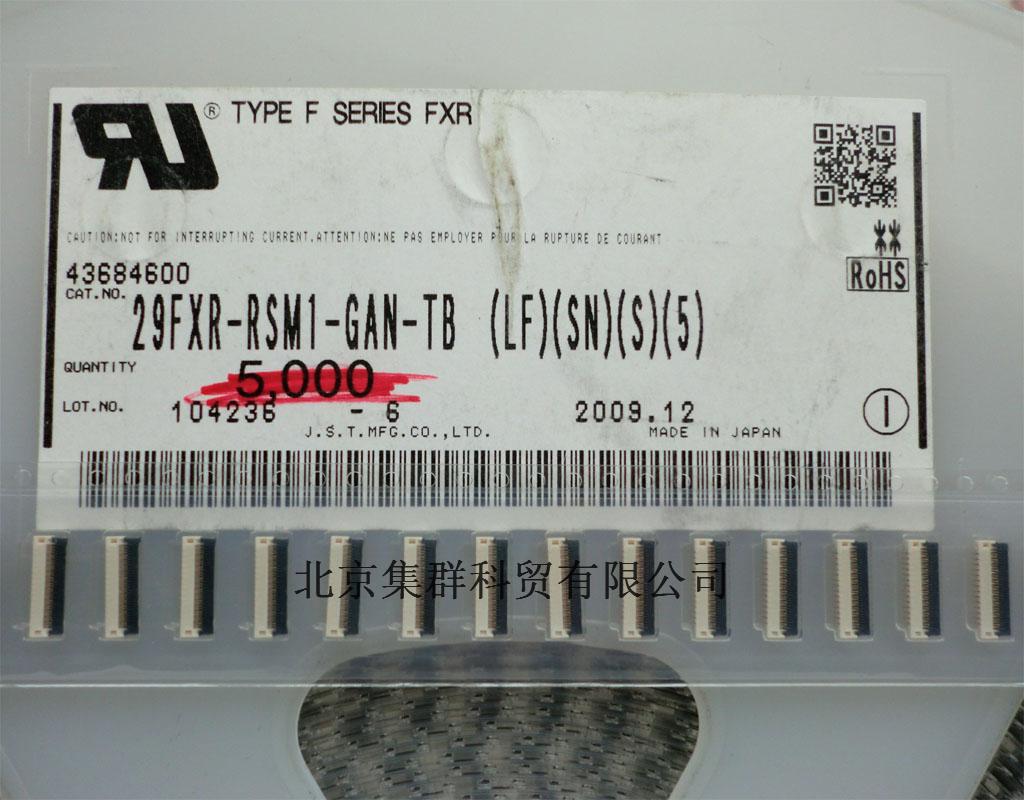 ® TYPE F SERIES FXR
CAUTION:NOT FOR INTERRUPTING CURRENT.ATTENTION:NE PAS EMPLOYER POUR LA RUPTURE DE COURANT
43684600
RoHS
CAT.NO.
29FXR-RSM1-GAN-TB (LF)(SN)(S)(5)
QUANTITY
5,000
LOT.NO. 104236 - 6 2009.12
J.S.T.MFG.CO.,LTD. MADE IN JAPAN
北京集群科贸有限公司